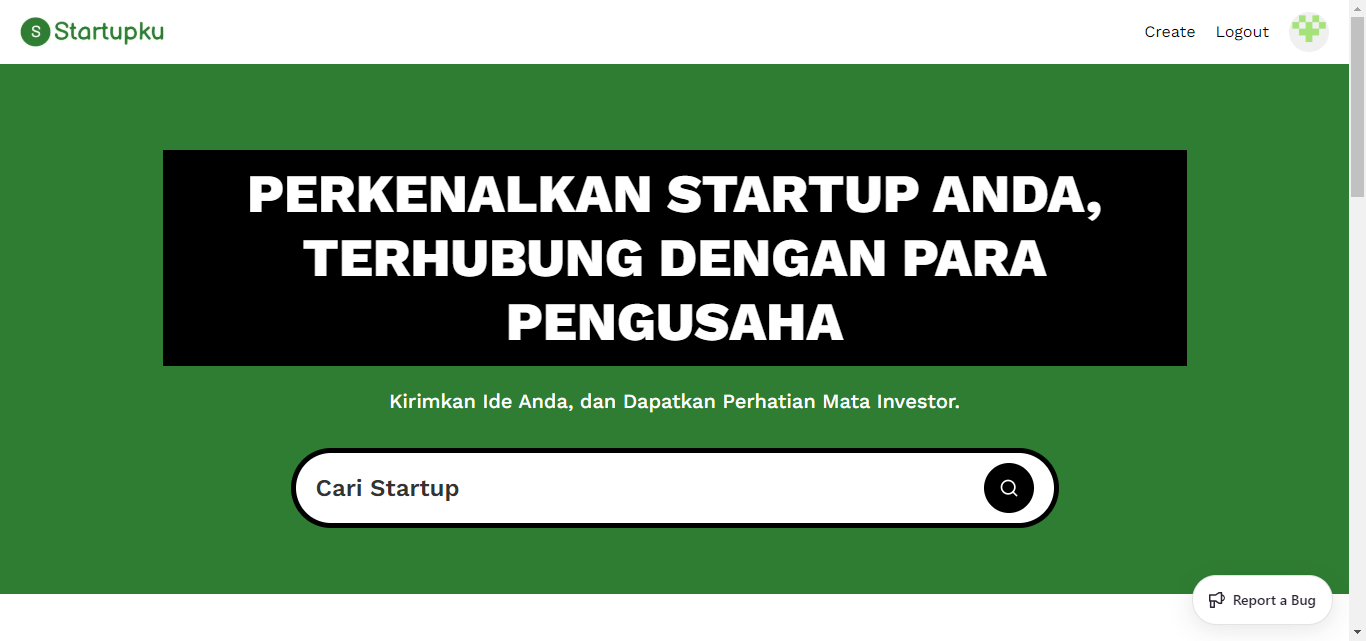 S Startupku
Create Logout
PERKENALKAN STARTUP ANDA,
TERHUBUNG DENGAN PARA
PENGUSAHA
Kirimkan Ide Anda, dan Dapatkan Perhatian Mata Investor.
Cari Startup
Report a Bug